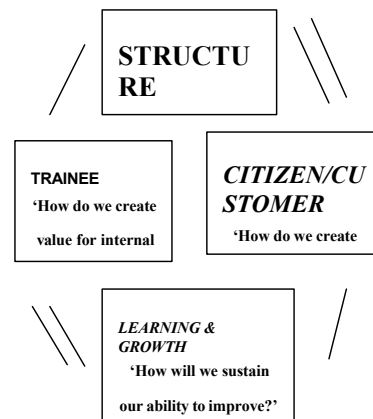 STRUCTU
RE
TRAINEE
‘How do we create
value for internal
CITIZEN/CU
STOMER
‘How do we create
LEARNING &
GROWTH
‘How will we sustain
our ability to improve?’